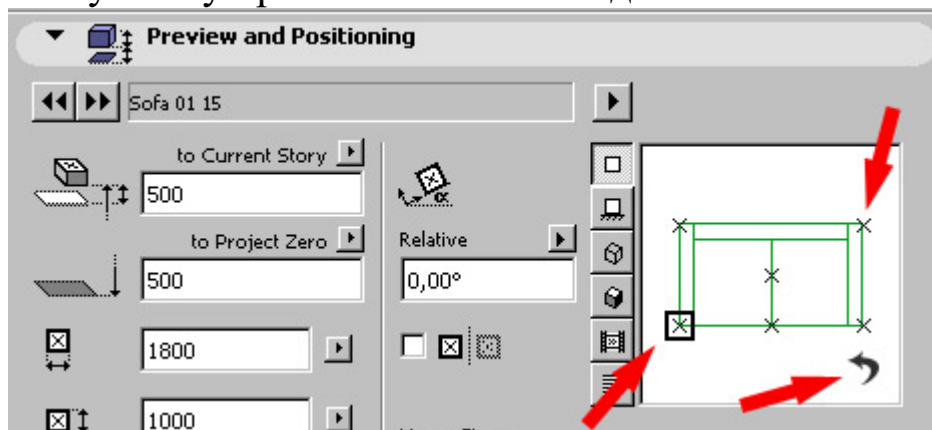 Preview and Positioning
Sofa 01 15
to Current Story
500
to Project Zero
500
Relative
0,00°
α
1800
1000